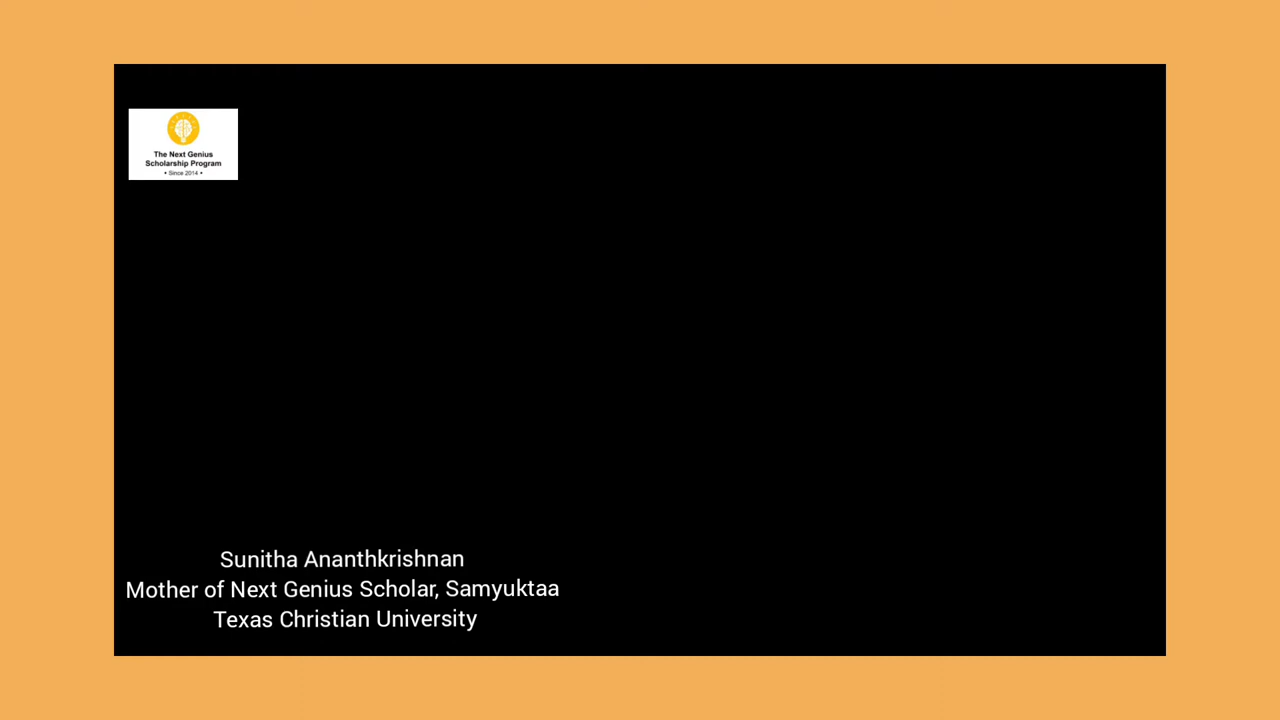 The Next Genius
Scholarship Program
• Since 2014 •
Sunitha Ananthkrishnan
Mother of Next Genius Scholar, Samyuktaa
Texas Christian University